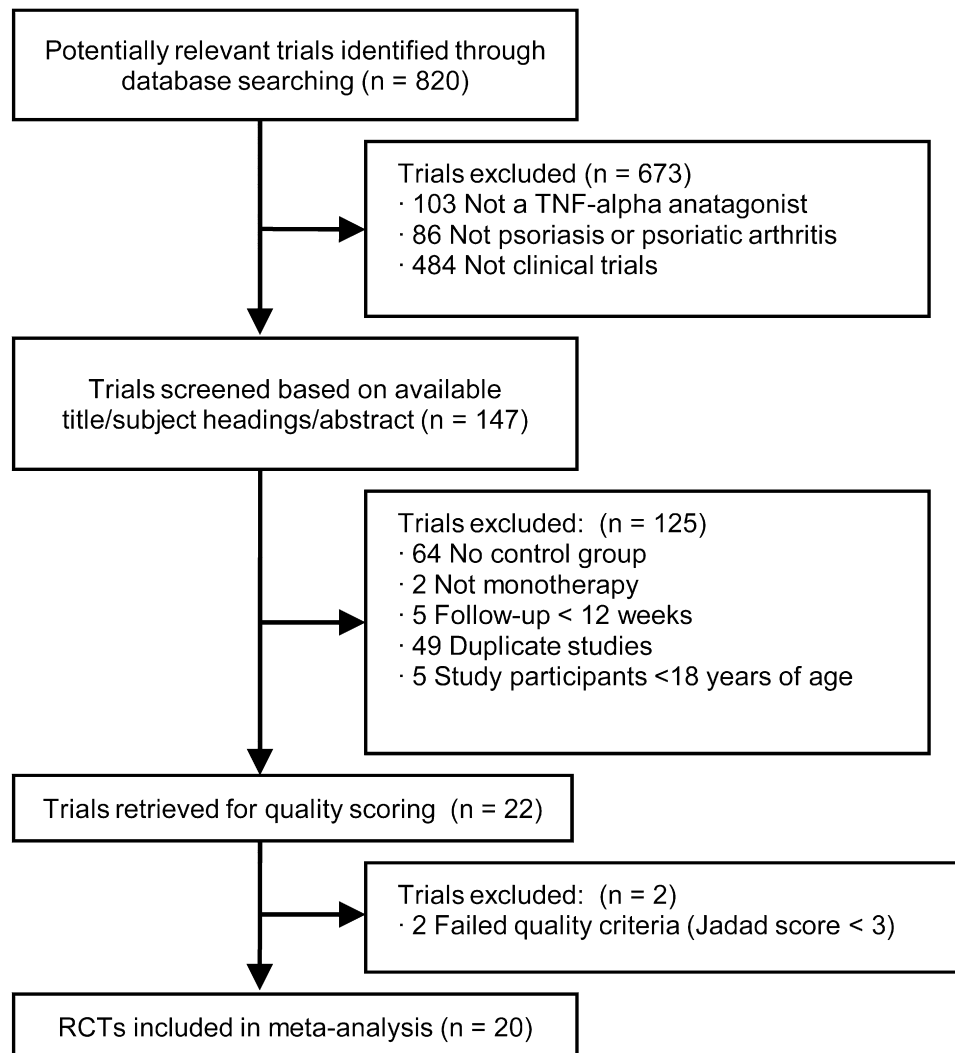 Potentially relevant trials identified through
database searching (n = 820)
Trials excluded (n = 673)
· 103 Not a TNF-alpha anatagonist
· 86 Not psoriasis or psoriatic arthritis
· 484 Not clinical trials
Trials screened based on available
title/subject headings/abstract (n = 147)
Trials excluded:  (n = 125)
· 64 No control group
· 2 Not monotherapy
· 5 Follow-up < 12 weeks
· 49 Duplicate studies
· 5 Study participants <18 years of age
Trials retrieved for quality scoring  (n = 22)
Trials excluded:  (n = 2)
· 2 Failed quality criteria (Jadad score < 3)
RCTs included in meta-analysis (n = 20)